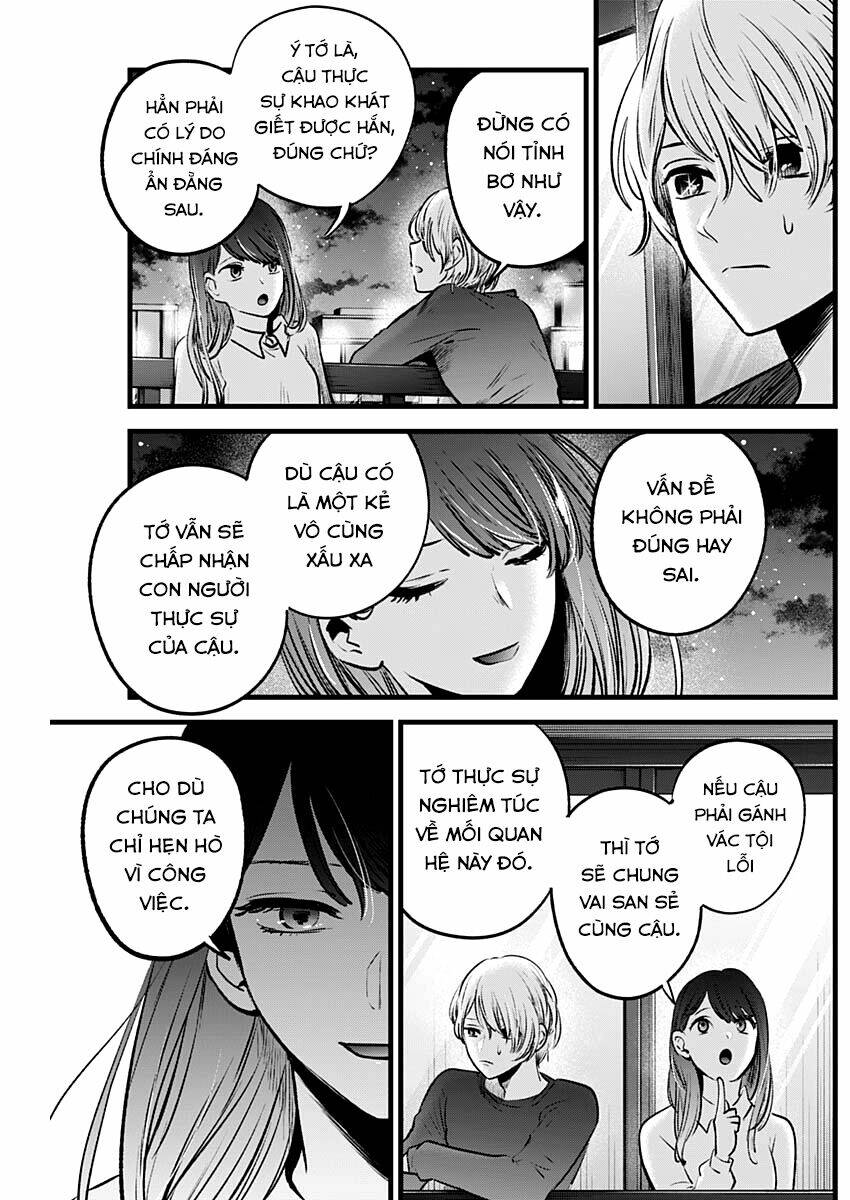 ĐỪNG CÓ
NÓI TỈNH
BƠ NHƯ
VẬY.
Ý TỚ LÀ,
CẬU THỰC
SỰ KHAO KHÁT
GIẾT ĐƯỢC HẮN,
ĐÚNG CHỨ?
HẲN PHẢI
CÓ LÝ DO
CHÍNH ĐÁNG
ẨN ĐẰNG
SAU.
VẤN ĐỀ
KHÔNG PHẢI
ĐÚNG HAY
SAI.
DÙ CẬU CÓ
LÀ MỘT KẺ
VÔ CÙNG
XẤU XA
TỚ VẪN SẼ
CHẤP NHẬN
CON NGƯỜI
THỰC SỰ
CỦA CẬU.
NẾU CẬU
PHẢI GÁNH
VÁC TỘI
LỖI
THÌ TỚ
SẼ CHUNG
VAI SAN SẺ
CÙNG CẬU.
TỚ THỰC SỰ
NGHIÊM TÚC
VỀ MỐI QUAN
HỆ NÀY ĐÓ.
CHO DÙ
CHÚNG TA
CHỈ HẸN HÒ
VÌ CÔNG
VIỆC.